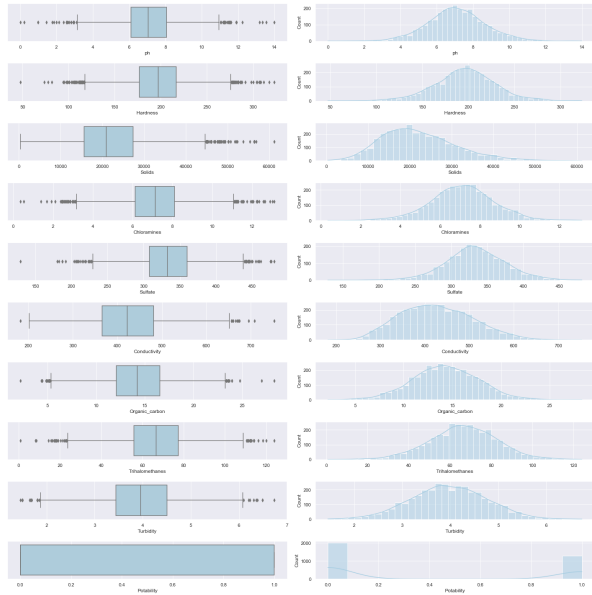 0 2 4 6 8 10 12 14
ph
Count
200
100
0
0 2 4 6 8 10 12 14
ph
50 100 150 200 250 300
Hardness
Count
200
100
0
50 100 150 200 250 300
Hardness
0 10000 20000 30000 40000 50000 60000
Solids
Count
200
100
0
0 10000 20000 30000 40000 50000 60000
Solids
0 2 4 6 8 10 12
Chloramines
Count
200
100
0
0 2 4 6 8 10 12
Chloramines
150 200 250 300 350 400 450
Sulfate
Count
200
100
0
150 200 250 300 350 400 450
Sulfate
200 300 400 500 600 700
Conductivity
Count
200
100
0
200 300 400 500 600 700
Conductivity
5 10 15 20 25
Organic_carbon
Count
200
100
0
5 10 15 20 25
Organic_carbon
0 20 40 60 80 100 120
Trihalomethanes
Count
200
100
0
0 20 40 60 80 100 120
Trihalomethanes
2 3 4 5 6 7
Turbidity
Count
200
100
0
2 3 4 5 6
Turbidity
0.0 0.2 0.4 0.6 0.8 1.0
Potability
Count
2000
1000
0
0.0 0.2 0.4 0.6 0.8 1.0
Potability